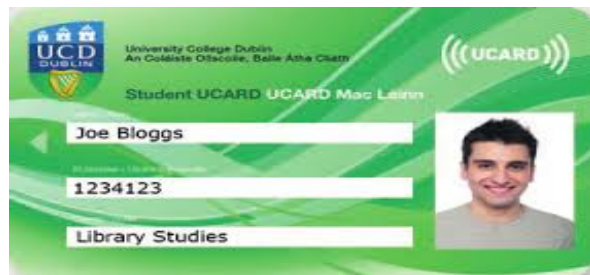 UCD
DUBLIN
University College Dublin
An Coláiste Ollscoile, Baile Átha Cliath
((( UCARD )))
Student UCARD UCARD Mac Leinn
Joe Bloggs
1234123
Library Studies